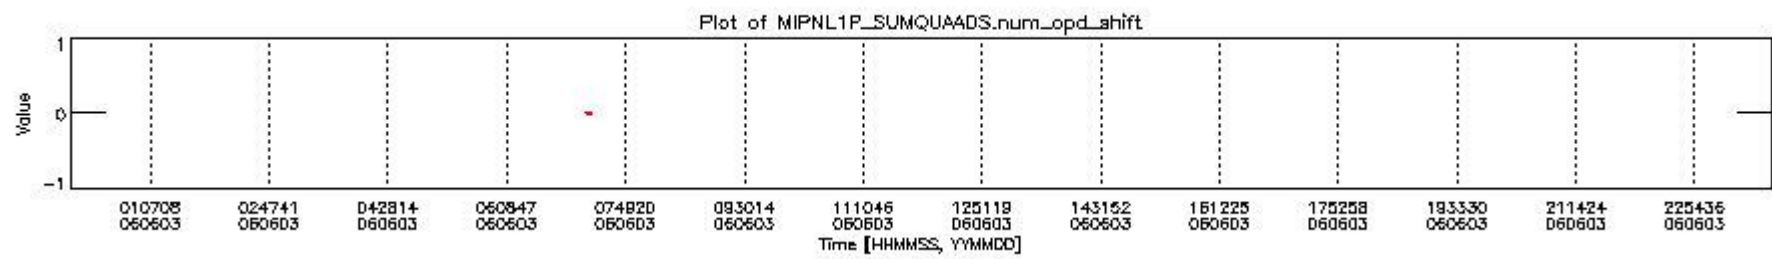 Plot of MIPNL1P_SUMQUAADS.num_opd_shift
1
Value
0
-1
010708 024741 042814 060847 074920 093014 111046 125119 143152 161225 175258 193330 211424 225436
060603 060603 060603 060603 060603 060603 060603 060603 060603 060603 060603 060603 060603 060603
Time [HHMMSS, YYMMDD]